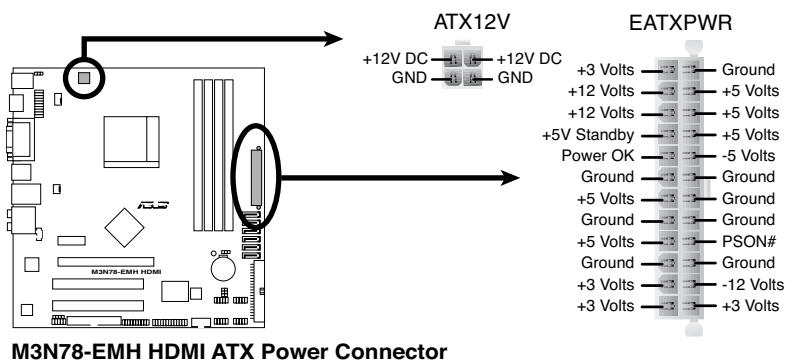 ATX12V
+12V DC +12V DC
GND GND
EATXPWR
+3 Volts Ground
+12 Volts +5 Volts
+12 Volts +5 Volts
+5V Standby +5 Volts
Power OK -5 Volts
Ground Ground
+5 Volts Ground
Ground Ground
+5 Volts PSON#
Ground Ground
+3 Volts -12 Volts
+3 Volts +3 Volts
ASUS
M3N78-EMH HDMI
M3N78-EMH HDMI ATX Power Connector